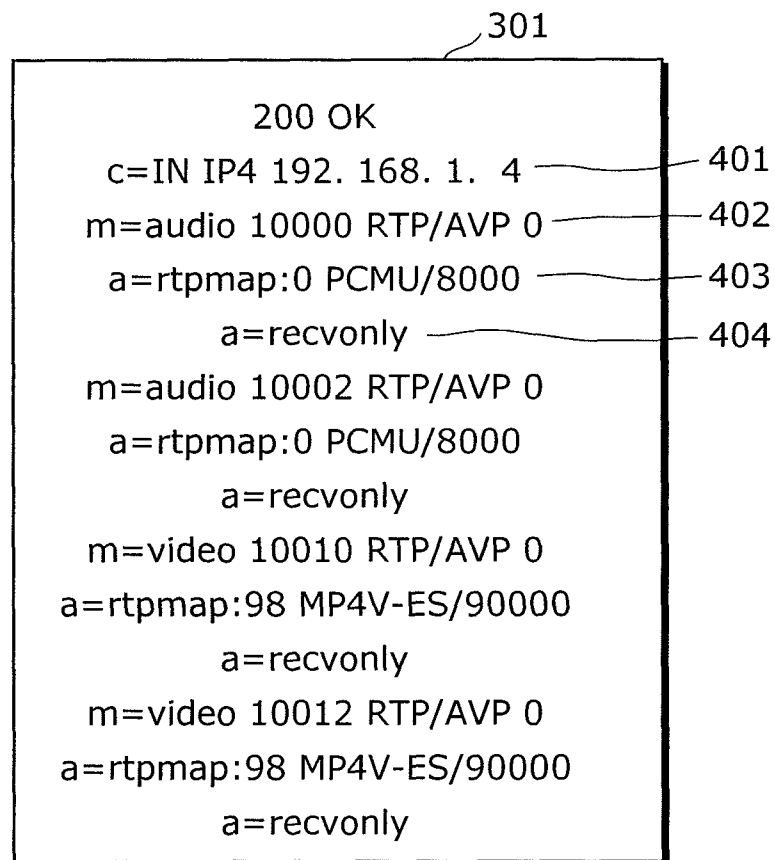 301
200 OK
c=IN IP4 192. 168. 1. 4 401
m=audio 10000 RTP/AVP 0 402
a=rtpmap:0 PCMU/8000 403
a=recvonly 404
m=audio 10002 RTP/AVP 0
a=rtpmap:0 PCMU/8000
a=recvonly
m=video 10010 RTP/AVP 0
a=rtpmap:98 MP4V-ES/90000
a=recvonly
m=video 10012 RTP/AVP 0
a=rtpmap:98 MP4V-ES/90000
a=recvonly